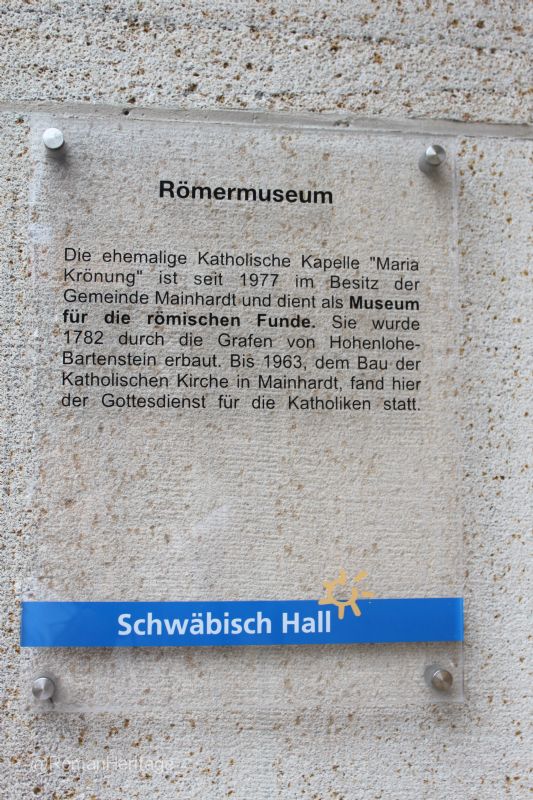 Römermuseum
Die ehemalige Katholische Kapelle "Maria
Krönung" ist seit 1977 im Besitz der
Gemeinde Mainhardt und dient als Museum
für die römischen Funde. Sie wurde
1782 durch die Grafen von Hohenlohe-
Bartenstein erbaut. Bis 1963, dem Bau der
Katholischen Kirche in Mainhardt, fand hier
der Gottesdienst für die Katholiken statt.
Schwäbisch Hall
@RomanHeritage